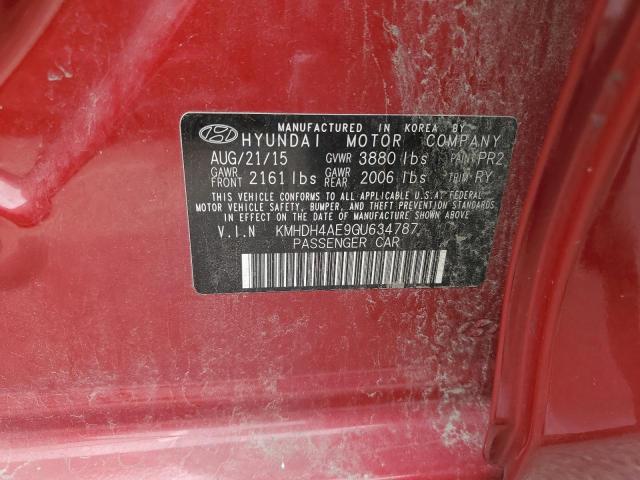 MANUFACTURED IN KOREA BY
HYUNDAI MOTOR COMPANY
AUG/21/15 GVWR 3880 lbs PAINT PR2
GAWR FRONT 2161 lbs GAWR REAR 2006 lbs TRIM RY
THIS VEHICLE CONFORMS TO ALL APPLICABLE U.S.A.T FEDERAL
MOTOR VEHICLE SAFETY, BUMPER, AND THEFT PREVENTION STANDARDS
IN EFFECT ON THE DATE OF MANUFACTURE SHOWN ABOVE.
V.I.N KMHDH4AE9GU634787
PASSENGER CAR